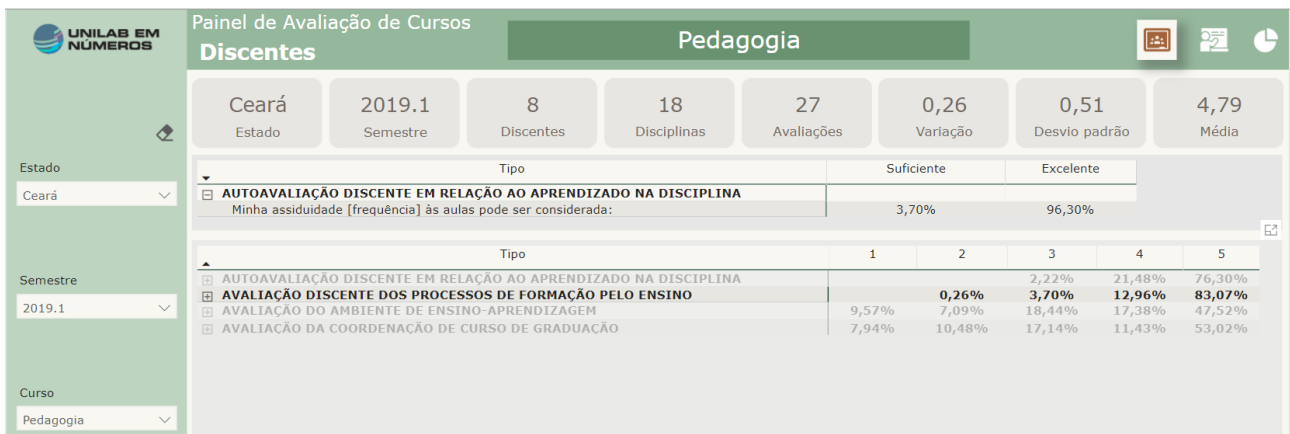 UNILAB EM
NÚMEROS
Painel de Avaliação de Cursos
Discentes
Pedagogia
Ceará
Estado
2019.1
Semestre
8
Discentes
18
Disciplinas
27
Avaliações
0,26
Variação
0,51
Desvio padrão
4,79
Média
Estado
Ceará
Semestre
2019.1
Curso
Pedagogia
Tipo Suficiente Excelente
AUTOAVALIAÇÃO DISCENTE EM RELAÇÃO AO APRENDIZADO NA DISCIPLINA
Minha assiduidade [frequência] às aulas pode ser considerada: 3,70% 96,30%
Tipo 1 2 3 4 5
AUTOAVALIAÇÃO DISCENTE EM RELAÇÃO AO APRENDIZADO NA DISCIPLINA 2,22% 21,48% 76,30%
AVALIAÇÃO DISCENTE DOS PROCESSOS DE FORMAÇÃO PELO ENSINO 0,26% 3,70% 12,96% 83,07%
AVALIAÇÃO DO AMBIENTE DE ENSINO-APRENDIZAGEM 9,57% 7,09% 18,44% 17,38% 47,52%
AVALIAÇÃO DA COORDENAÇÃO DE CURSO DE GRADUAÇÃO 7,94% 10,48% 17,14% 11,43% 53,02%